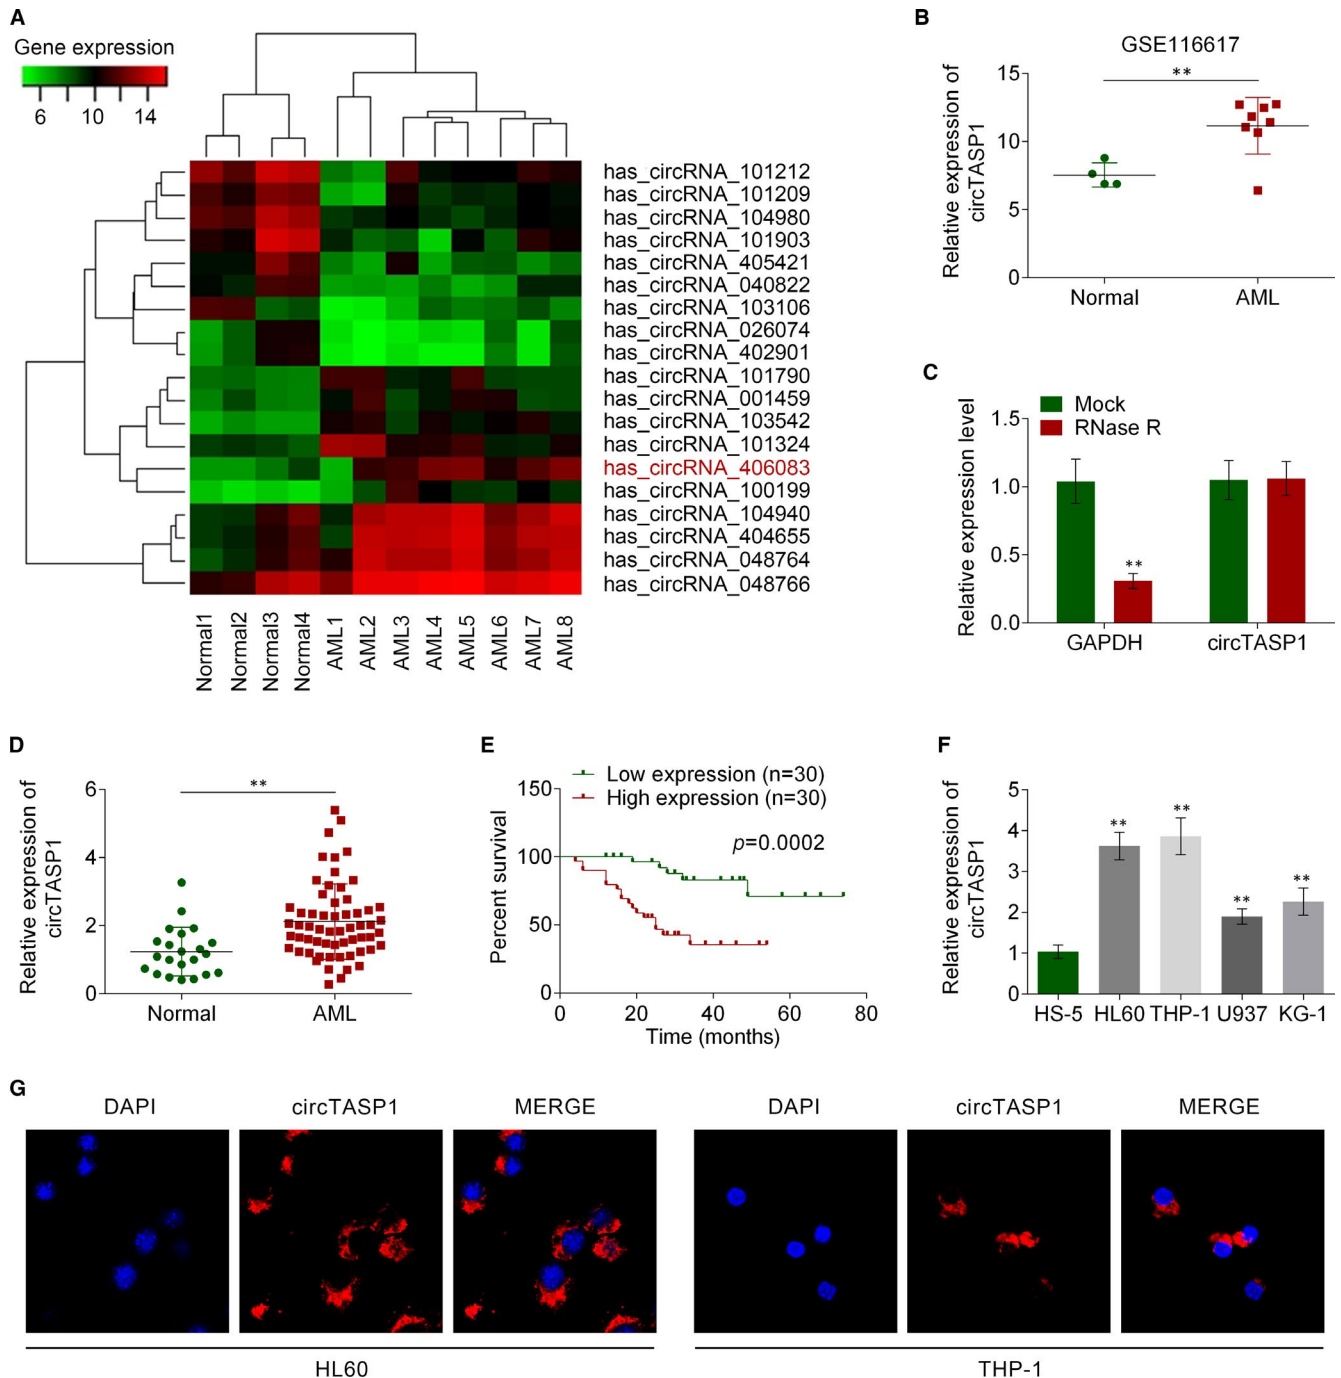 A
Gene expression
6 10 14
has_circRNA_101212
has_circRNA_101209
has_circRNA_104980
has_circRNA_101903
has_circRNA_405421
has_circRNA_040822
has_circRNA_103106
has_circRNA_026074
has_circRNA_402901
has_circRNA_101790
has_circRNA_001459
has_circRNA_103542
has_circRNA_101324
has_circRNA_406083
has_circRNA_100199
has_circRNA_104940
has_circRNA_404655
has_circRNA_048764
has_circRNA_048766
Normal1
Normal2
Normal3
Normal4
AML1
AML2
AML3
AML4
AML5
AML6
AML7
AML8
B
GSE116617
**
Relative expression of
circTASP1
15
10
5
0
Normal AML
C
Mock
RNase R
Relative expression level
1.5
1.0
0.5
0.0
**
GAPDH circTASP1
D
Relative expression of
circTASP1
**
6
4
2
0
Normal AML
E
Low expression (n=30)
High expression (n=30)
p=0.0002
Percent survival
150
100
50
0
0 20 40 60 80
Time (months)
F
Relative expression of
circTASP1
5
4
3
2
1
0
** ** ** **
HS-5 HL60 THP-1 U937 KG-1
G
DAPI circTASP1 MERGE DAPI circTASP1 MERGE
HL60 THP-1